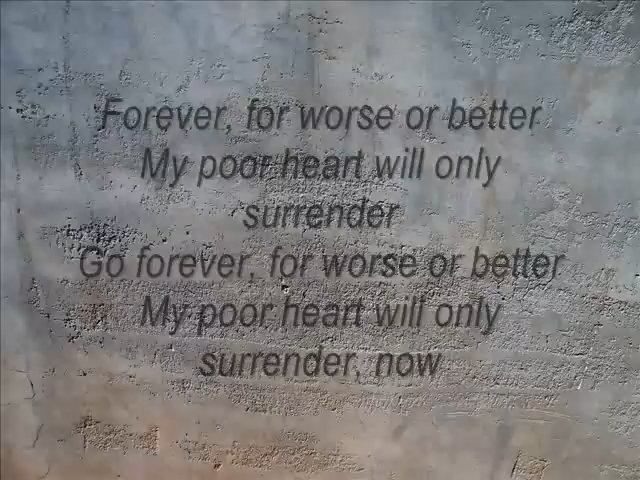 Forever, for worse or better
My poor heart will only
surrender
Go forever, for worse or better
My poor heart will only
surrender, now